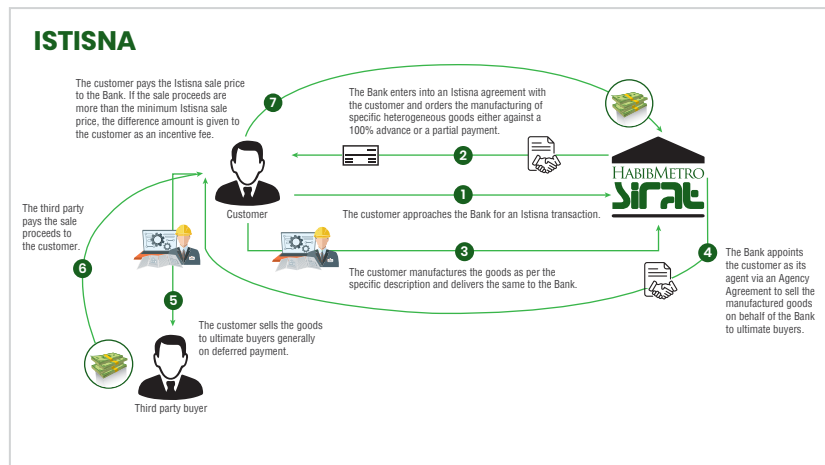 ISTISNA
The customer pays the Istisna sale price
to the Bank. If the sale proceeds are
more than the minimum Istisna sale
price, the difference amount is given to
the customer as an incentive fee.
7
The Bank enters into an Istisna agreement with
the customer and orders the manufacturing of
specific heterogeneous goods either against a
100% advance or a partial payment.
2
HABIBMETRO
Sirat
1
Customer
The customer approaches the Bank for an Istisna transaction.
The third party
pays the sale
proceeds to
the customer.
3
4
The Bank appoints
the customer as its
agent via an Agency
Agreement to sell the
manufactured goods
on behalf of the Bank
to ultimate buyers.
The customer manufactures the goods as per the
specific description and delivers the same to the Bank.
6
5
The customer sells the goods
to ultimate buyers generally
on deferred payment.
Third party buyer